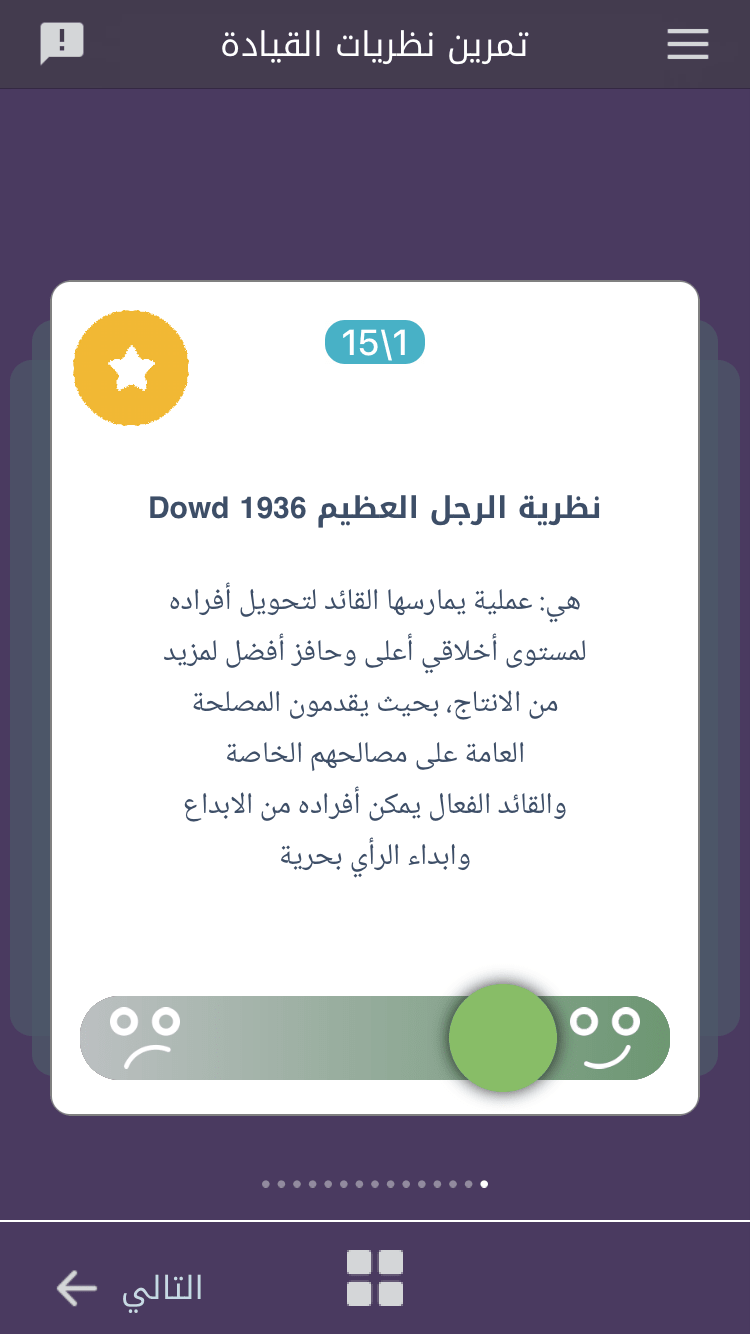 تمرين نظريات القيادة
15\1
نظرية الرجل العظيم Dowd 1936
هي: عملية يمارسها القائد لتحويل أفراده
لمستوى أخلاقي أعلى وحافز أفضل لمزيد
من الانتاج، بحيث يقدمون المصلحة
العامة على مصالحهم الخاصة
والقائد الفعال يمكن أفراده من الابداع
وابداء الرأي بحرية
التالي